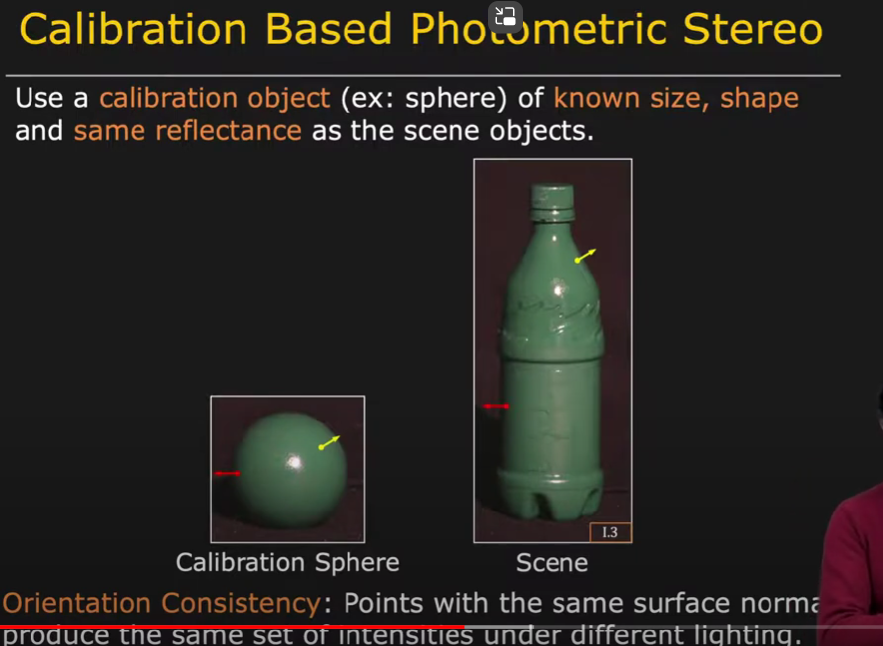 Calibration Based Photometric Stereo
Use a calibration object (ex: sphere) of known size, shape
and same reflectance as the scene objects.
I.3
Calibration Sphere
Scene
Orientation Consistency: Points with the same surface norma
produce the same set of intensities under different lighting.